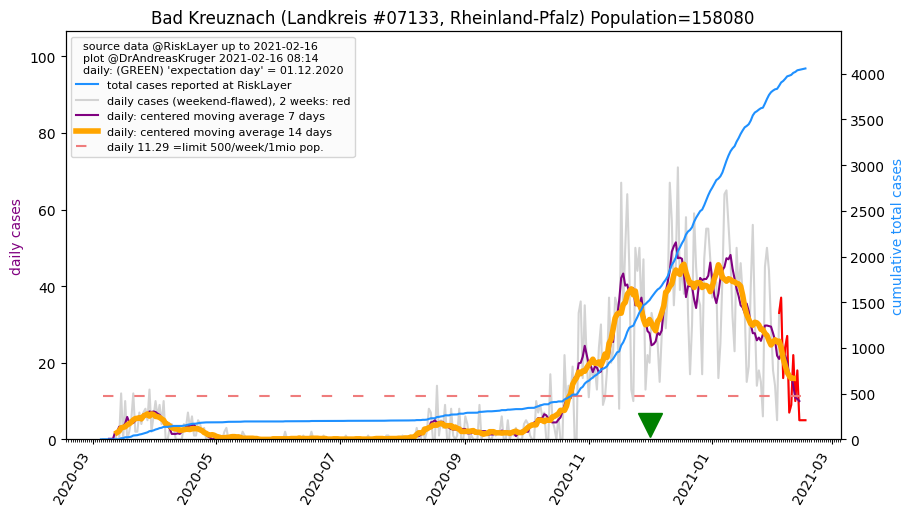 Bad Kreuznach (Landkreis #07133, Rheinland-Pfalz) Population=158080
source data @RiskLayer up to 2021-02-16
plot @DrAndreasKruger 2021-02-16 08:14
daily: (GREEN) 'expectation day' = 01.12.2020
total cases reported at RiskLayer
daily cases (weekend-flawed), 2 weeks: red
daily: centered moving average 7 days
daily: centered moving average 14 days
daily 11.29 =limit 500/week/1mio pop.
daily cases
100
80
60
40
20
0
cumulative total cases
4000
3500
3000
2500
2000
1500
1000
500
0
2020-03
2020-05
2020-07
2020-09
2020-11
2021-01
2021-03